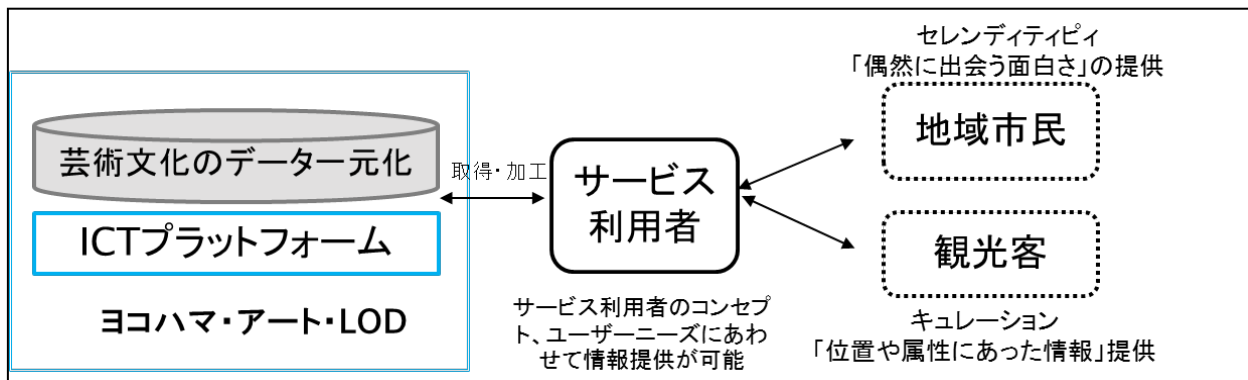 芸術文化のデータ一元化
ICTプラットフォーム
ヨコハマ・アート・LOD
取得・加工
サービス
利用者
サービス利用者のコンセプ
ト、ユーザーニーズにあわ
せて情報提供が可能
セレンディティピィ
「偶然に出会う面白さ」の提供
地域市民
観光客
キュレーション
「位置や属性にあった情報」提供